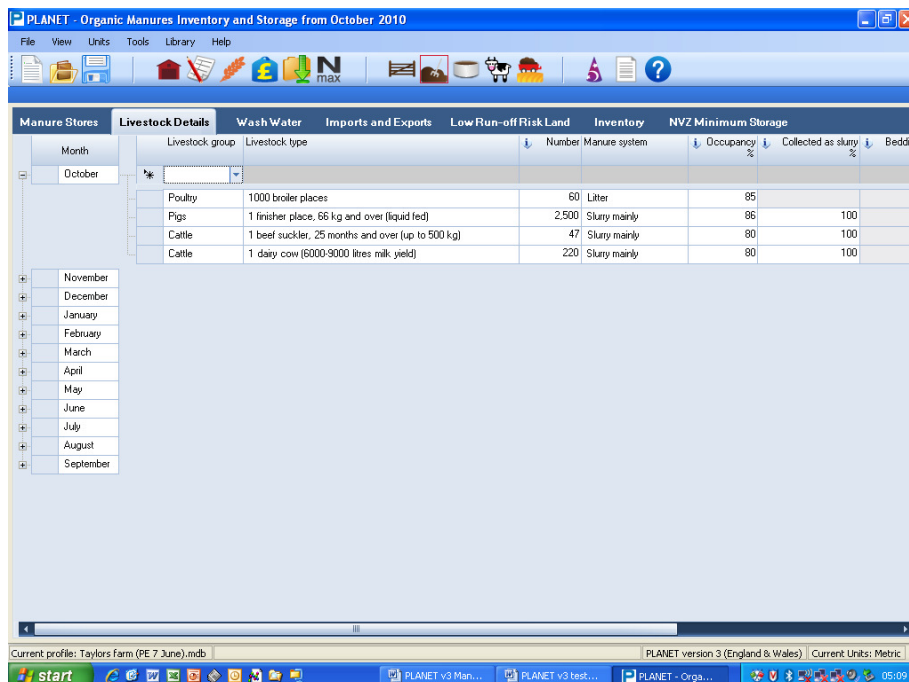 PLANET - Organic Manures Inventory and Storage from October 2010
File View Units Tools Library Help
N max
Manure Stores Livestock Details Wash Water Imports and Exports Low Run-off Risk Land Inventory NVZ Minimum Storage
Month Livestock group Livestock type Number Manure system Occupancy % Collected as slurry % Beddi
October
Poultry 1000 broiler places 60 Litter 85
Pigs 1 finisher place, 66 kg and over (liquid fed) 2,500 Slurry mainly 86 100
Cattle 1 beef suckler, 25 months and over (up to 500 kg) 47 Slurry mainly 80 100
Cattle 1 dairy cow (6000-9000 litres milk yield) 220 Slurry mainly 80 100
November
December
January
February
March
April
May
June
July
August
September
Current profile: Taylors farm (PE 7 June).mdb PLANET version 3 (England & Wales) Current Units: Metric
start PLANET v3 Man... PLANET v3 test... PLANET - Orga... 05:09